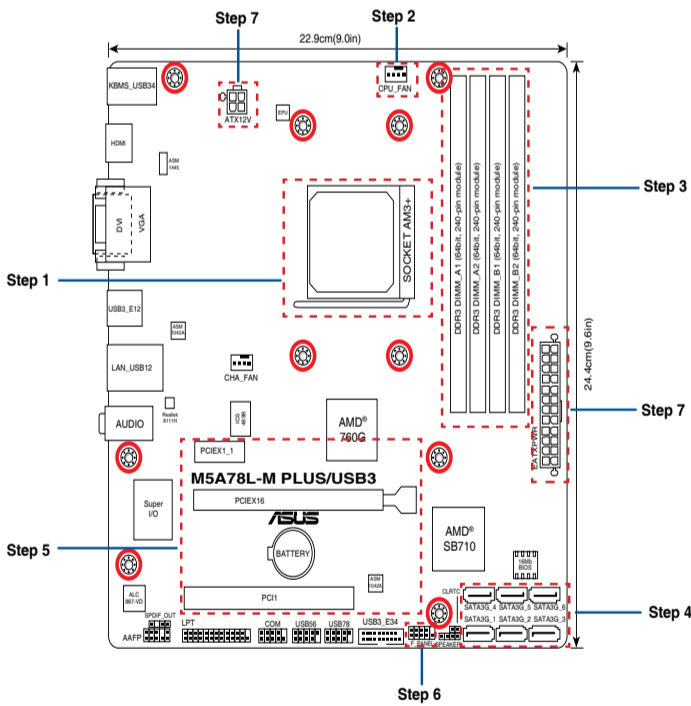 Step 7
Step 2
22.9cm(9.0in)
KBMS_USB34
ATX12V
EPU
CPU_FAN
HDMI
ASM
1445
DVI
VGA
SOCKET AM3+
DDR3 DIMM_A1 (64bit, 240-pin module)
DDR3 DIMM_A2 (64bit, 240-pin module)
DDR3 DIMM_B1 (64bit, 240-pin module)
DDR3 DIMM_B2 (64bit, 240-pin module)
Step 3
Step 1
USB3_E12
ASM
1042A
24.4cm(9.6in)
LAN_USB12
CHA_FAN
Realtek
8111H
ICS
AUDIO
AMD®
760G
EATXPWR
Step 7
PCIEX1_1
M5A78L-M PLUS/USB3
PCIEX16
Super
I/O
ASUS
BATTERY
AMD®
SB710
Step 5
16Mb
BIOS
ALC
887-VD
ASM
1042A
PCI1
CLRTC
SATA3G_4 SATA3G_5 SATA3G_6
SATA3G_1 SATA3G_2 SATA3G_3
Step 4
SPDIF_OUT
AAFP
LPT
COM
USB56
USB78
USB3_E34
F_PANEL
SPEAKER
Step 6